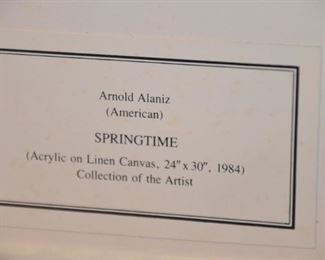 Arnold Alaniz
(American)
SPRINGTIME
(Acrylic on Linen Canvas, 24″ x 30″, 1984)
Collection of the Artist